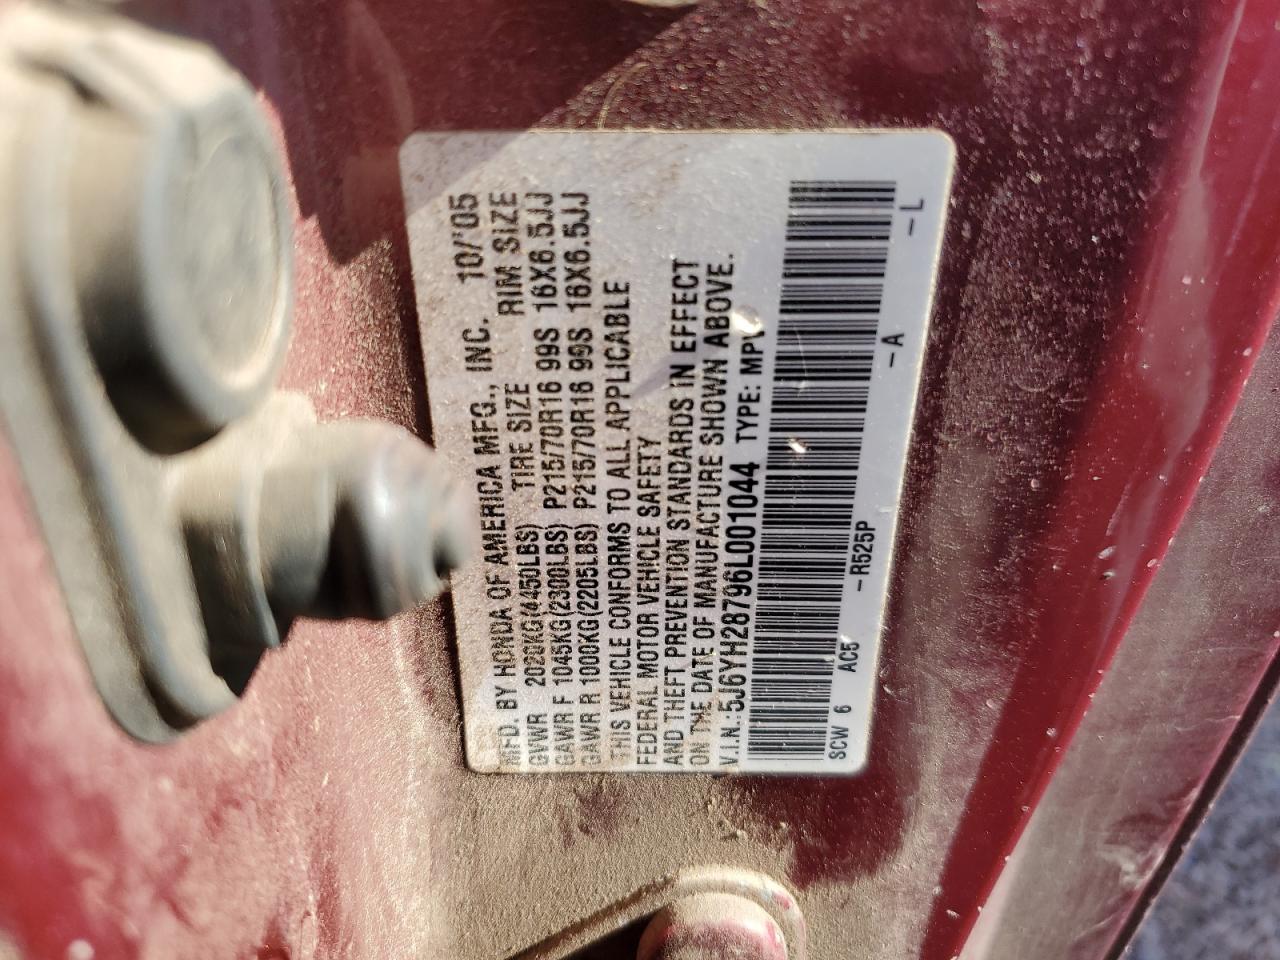 MFD. BY HONDA OF AMERICA MFG., INC. 10/'05
GVWR 2020KG(4450LBS) TIRE SIZE RIM SIZE
GAWR F 1045KG(2300LBS) P215/70R16 99S 16X6.5JJ
GAWR R 1000KG(2205LBS) P215/70R16 99S 16X6.5JJ
THIS VEHICLE CONFORMS TO ALL APPLICABLE
FEDERAL MOTOR VEHICLE SAFETY
AND THEFT PREVENTION STANDARDS IN EFFECT
ON THE DATE OF MANUFACTURE SHOWN ABOVE.
V.I.N.: 5J6YH28796L001044 TYPE: MPV
SCW 6 AC5 -R525P -A -L